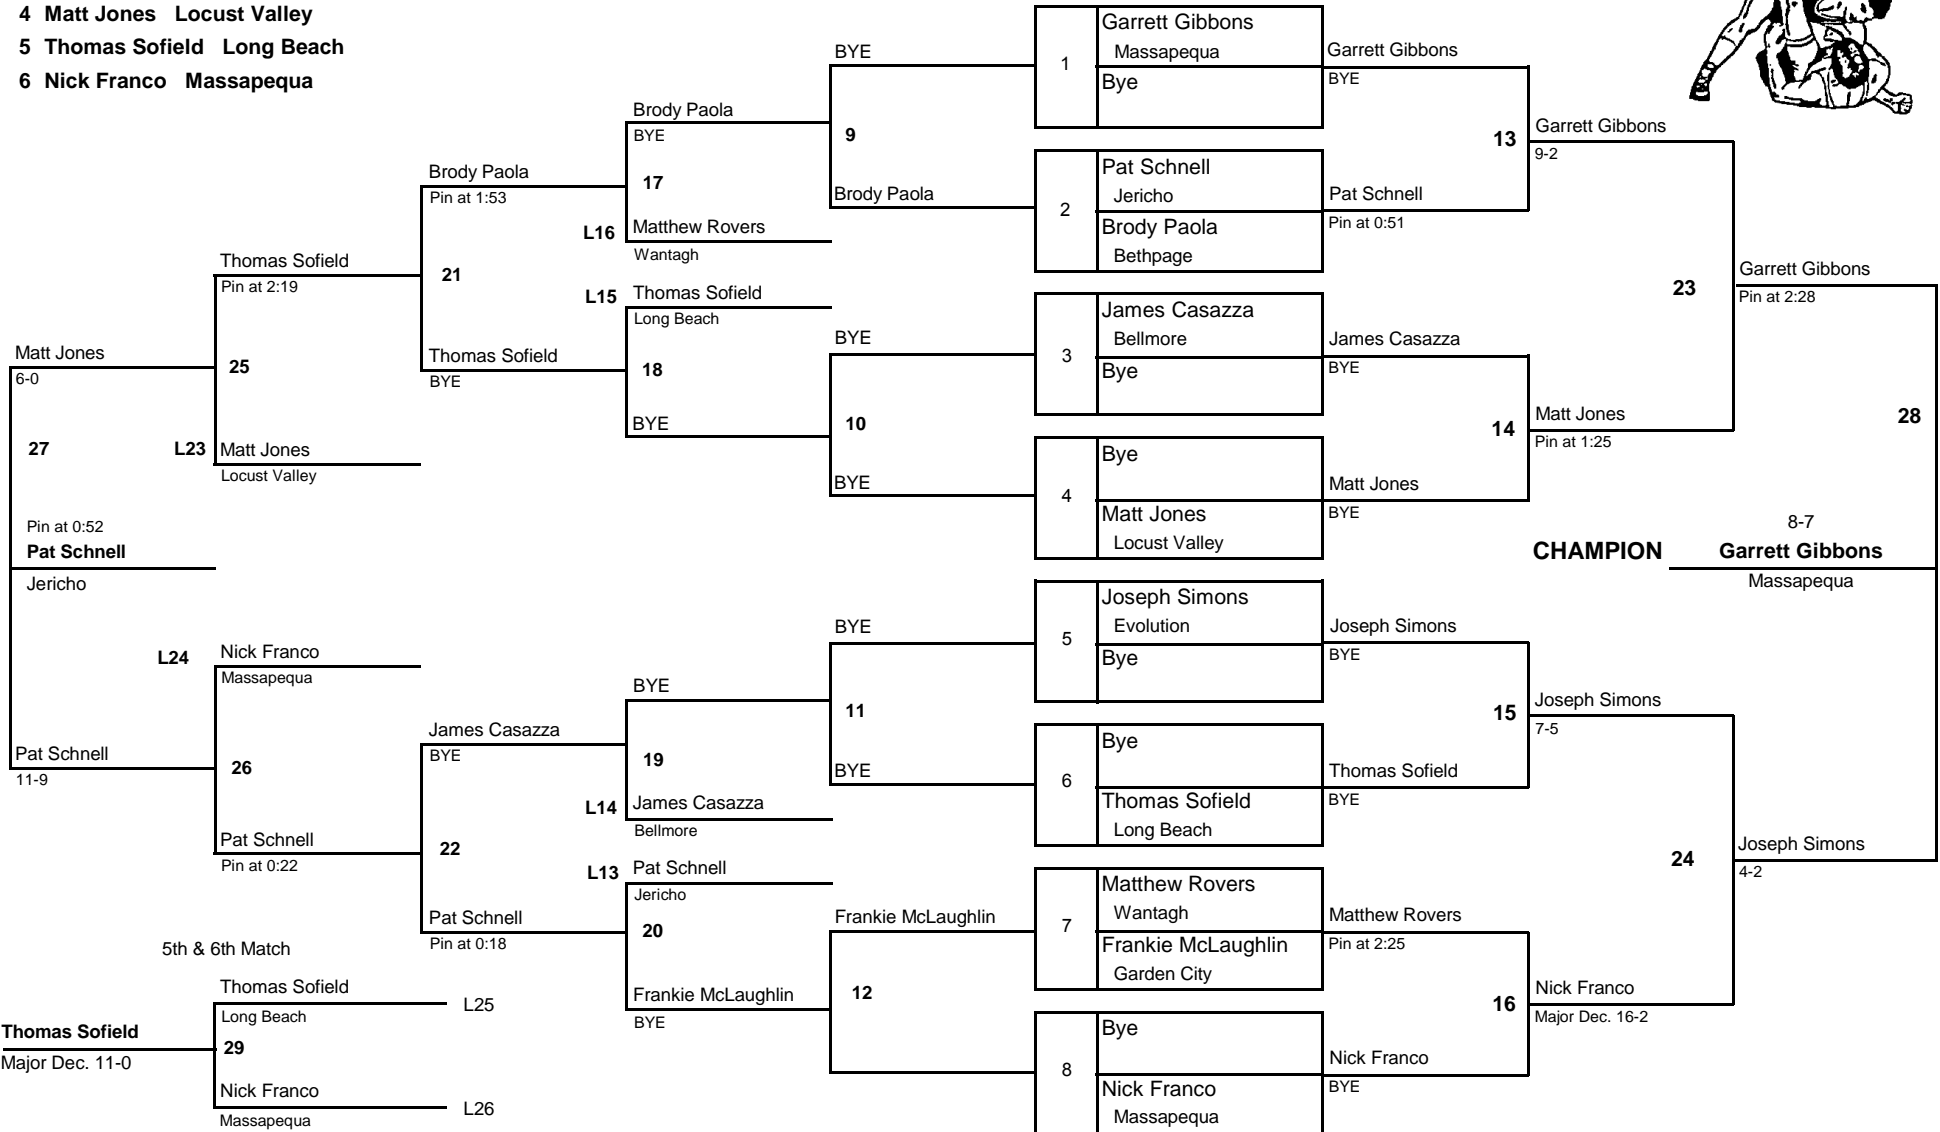 4 Matt Jones Locust Valley
5 Thomas Sofield Long Beach
6 Nick Franco Massapequa
Matt Jones
6-0
27
Pin at 0:52
Pat Schnell
Jericho
Pat Schnell
11-9
Thomas Sofield
Pin at 2:19
25
L23
Matt Jones
Locust Valley
L24
Nick Franco
Massapequa
26
Pat Schnell
Pin at 0:22
5th & 6th Match
Thomas Sofield
Long Beach
L25
Thomas Sofield
Major Dec. 11-0
29
Nick Franco
Massapequa
L26
Brody Paola
Pin at 1:53
21
Thomas Sofield
BYE
James Casazza
BYE
22
Pat Schnell
Pin at 0:18
Brody Paola
BYE
17
L16
Matthew Rovers
Wantagh
L15
Thomas Sofield
Long Beach
18
BYE
BYE
19
L14
James Casazza
Bellmore
L13
Pat Schnell
Jericho
20
Frankie McLaughlin
BYE
BYE
9
Brody Paola
BYE
10
BYE
BYE
11
BYE
Frankie McLaughlin
12
1
Garrett Gibbons
Massapequa
Bye
2
Pat Schnell
Jericho
Brody Paola
Bethpage
3
James Casazza
Bellmore
Bye
4
Bye
Matt Jones
Locust Valley
5
Joseph Simons
Evolution
Bye
6
Bye
Thomas Sofield
Long Beach
7
Matthew Rovers
Wantagh
Frankie McLaughlin
Garden City
8
Bye
Nick Franco
Massapequa
Garrett Gibbons
BYE
13
Pat Schnell
Pin at 0:51
James Casazza
BYE
14
Matt Jones
BYE
Joseph Simons
BYE
15
Thomas Sofield
BYE
Matthew Rovers
Pin at 2:25
16
Nick Franco
BYE
Garrett Gibbons
9-2
23
Matt Jones
Pin at 1:25
Joseph Simons
7-5
24
Nick Franco
Major Dec. 16-2
Garrett Gibbons
Pin at 2:28
28
8-7
CHAMPION Garrett Gibbons
Massapequa
Joseph Simons
4-2